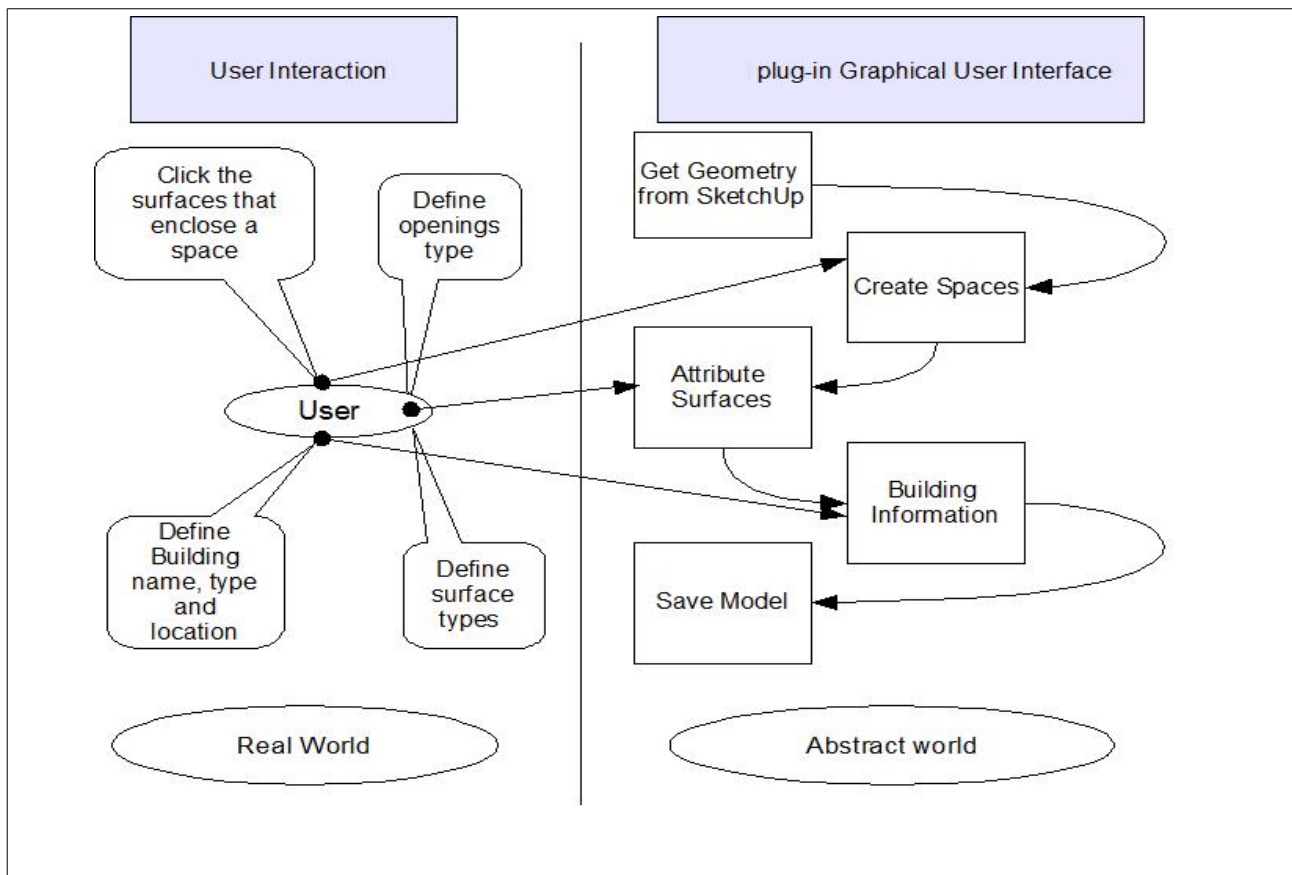 User Interaction
plug-in Graphical User Interface
Click the
surfaces that
enclose a
space
Define
openings
type
User
Define
Building
name, type
and
location
Define
surface
types
Real World
Get Geometry
from SketchUp
Create Spaces
Attribute
Surfaces
Building
Information
Save Model
Abstract world